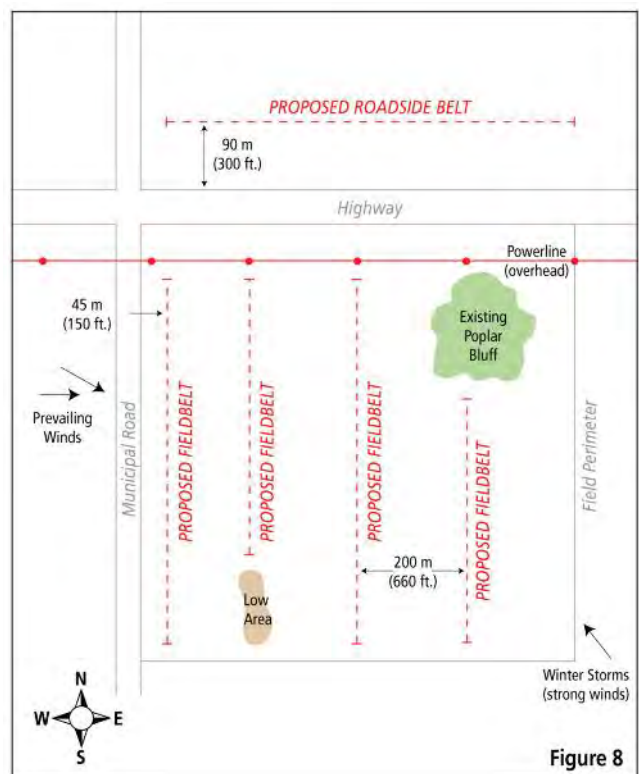 PROPOSED ROADSIDE BELT
90 m
(300 ft.)
Highway
Powerline
(overhead)
45 m
(150 ft.)
Existing
Poplar
Bluff
Prevailing
Winds
Municipal Road
PROPOSED FIELDBELT
PROPOSED FIELDBELT
PROPOSED FIELDBELT
PROPOSED FIELDBELT
Field Perimeter
200 m
(660 ft.)
Low
Area
Winter Storms
(strong winds)
N
W
E
S
Figure 8